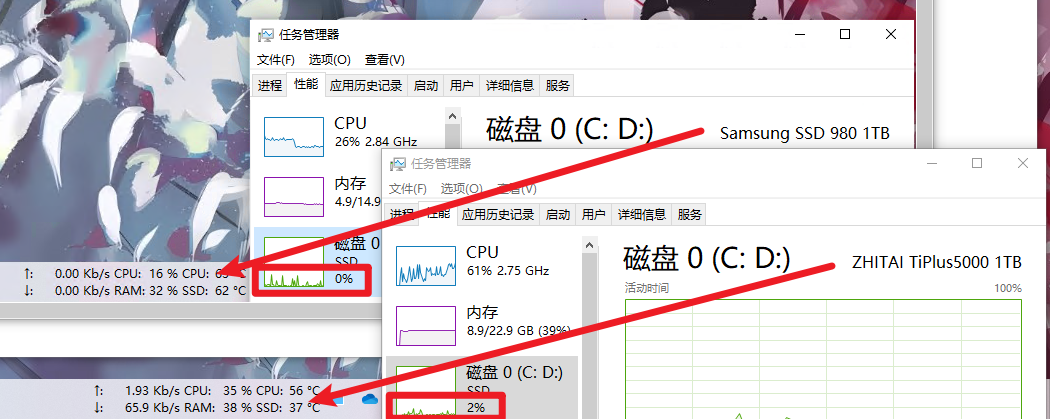 任务管理器
文件(F) 选项(O) 查看(V)
进程 性能 应用历史记录 启动 用户 详细信息 服务
CPU
26% 2.84 GHz
内存
4.9/14.9
磁盘 0
SSD
0%
磁盘 0 (C: D:)
Samsung SSD 980 1TB
↑: 0.00 Kb/s CPU: 16 % CPU: °C
↓: 0.00 Kb/s RAM: 32 % SSD: 62 °C
任务管理器
文件(F) 选项(O) 查看(V)
进程 性能 应用历史记录 启动 用户 详细信息 服务
CPU
61% 2.75 GHz
内存
8.9/22.9 GB (39%)
磁盘 0 (C: D:)
SSD
2%
磁盘 0 (C: D:)
ZHITAI TiPlus5000 1TB
活动时间 100%
↑: 1.93 Kb/s CPU: 35 % CPU: 56 °C
↓: 65.9 Kb/s RAM: 38 % SSD: 37 °C